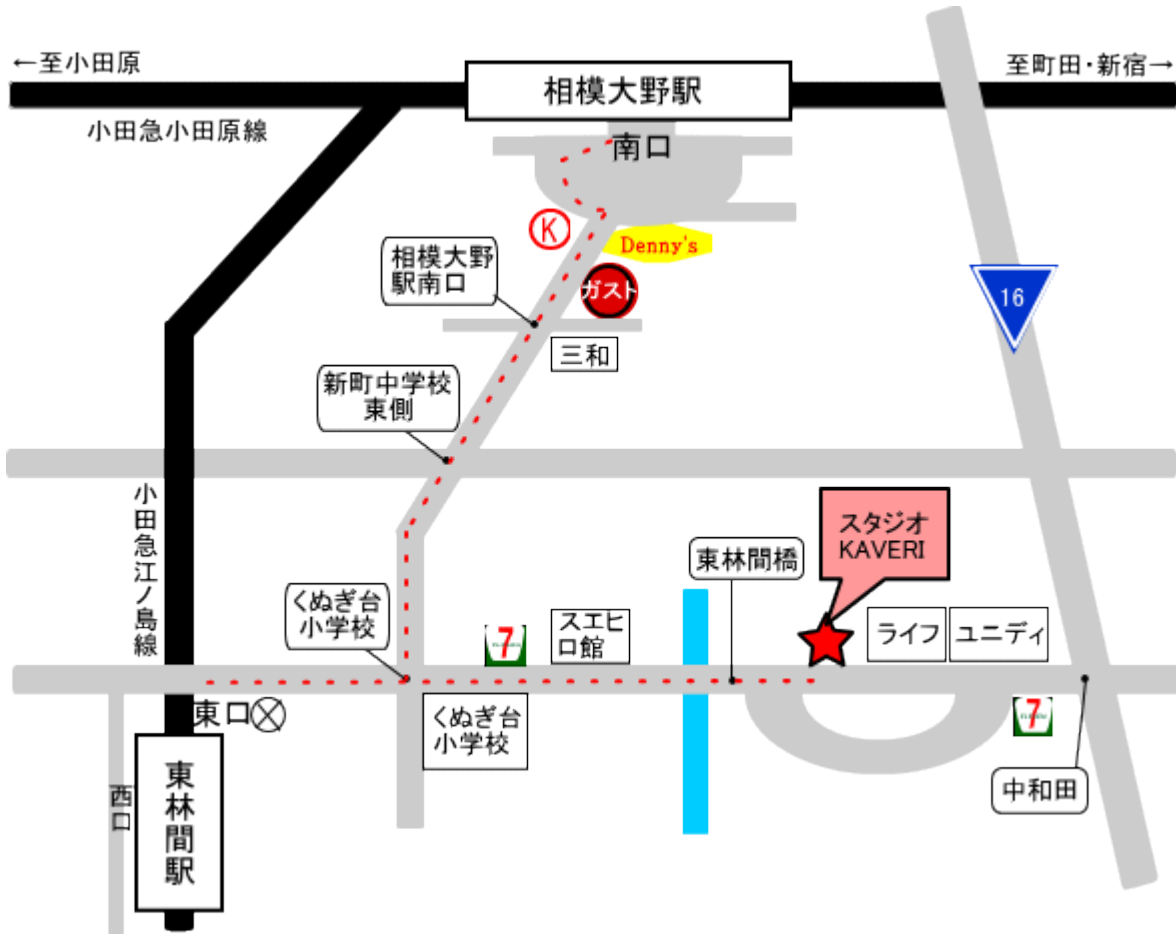 ←至小田原
至町田・新宿→
相模大野駅
小田急小田原線
南口
K
Denny's
相模大野
駅南口
ガスト
16
三和
新町中学校
東側
小田急江ノ島線
スタジオ
KAVERI
東林間橋
くぬぎ台
小学校
7
スエヒ
ロ館
ライフ
ユニディ
東口
くぬぎ台
小学校
7
東林間駅
西口
中和田